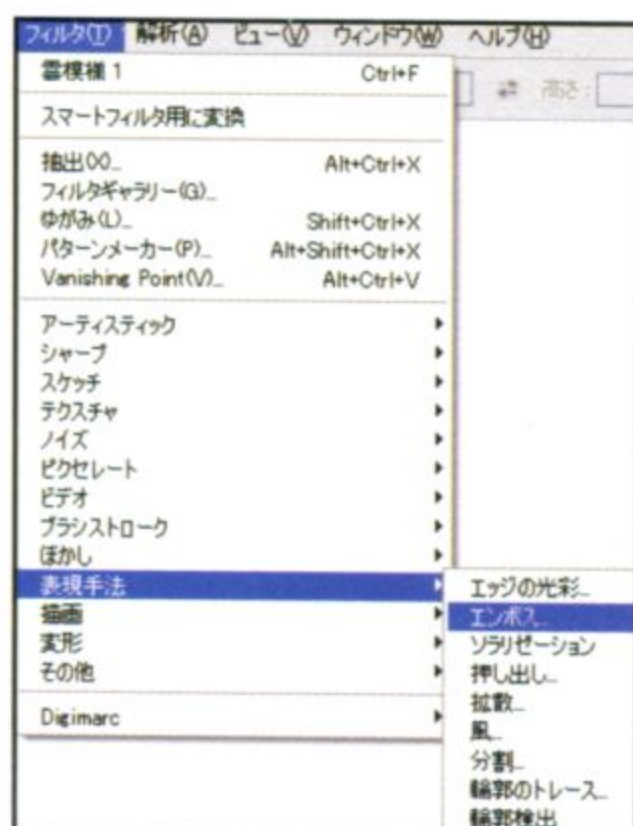 フィルタ(T) 解析(A) ビュー(V) ウィンドウ(W) ヘルプ(H)
雲模様 1 Ctrl+F
高さ:
スマートフィルタ用に変換
抽出(X)... Alt+Ctrl+X
フィルタギャラリー(G)...
ゆがみ(L)... Shift+Ctrl+X
パターンメーカー(P)... Alt+Shift+Ctrl+X
Vanishing Point(V)... Alt+Ctrl+V
アーティスティック
シャープ
スケッチ
テクスチャ
ノイズ
ピクセレート
ビデオ
ブラシストローク
ぼかし
表現手法
描画
変形
その他
Digimarc
エッジの光彩...
エンボス...
ソラリゼーション
押し出し...
拡散...
風...
分割...
輪郭のトレース...
輪郭検出